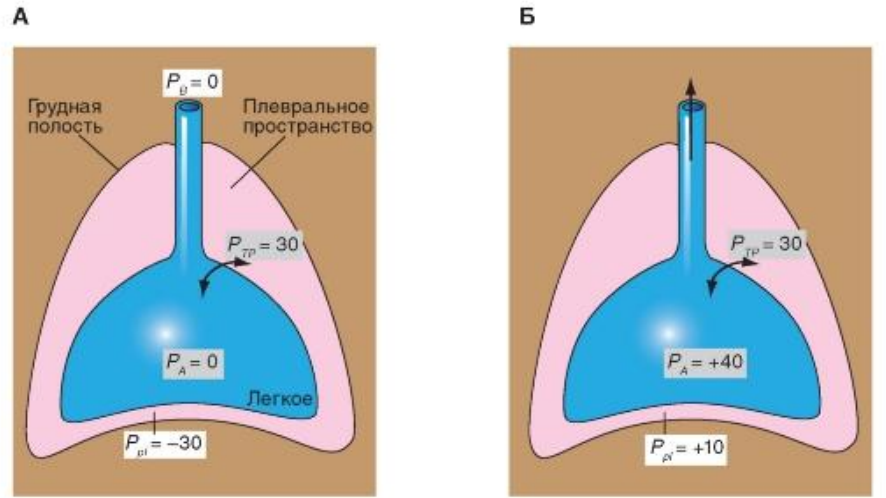 А
Б
P_B = 0
Грудная
полость
Плевральное
пространство
P_TP = 30
P_A = 0
Легкое
P_pl = −30
P_TP = 30
P_A = +40
P_pl = +10